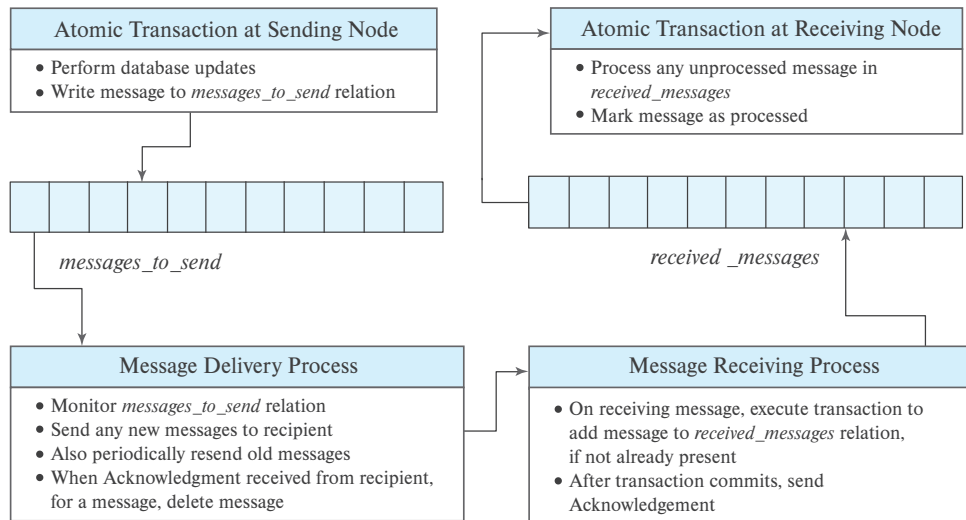 Atomic Transaction at Sending Node
• Perform database updates
• Write message to messages_to_send relation
Atomic Transaction at Receiving Node
• Process any unprocessed message in
received_messages
• Mark message as processed
messages_to_send
received _messages
Message Delivery Process
• Monitor messages_to_send relation
• Send any new messages to recipient
• Also periodically resend old messages
• When Acknowledgment received from recipient,
for a message, delete message
Message Receiving Process
• On receiving message, execute transaction to
add message to received_messages relation,
if not already present
• After transaction commits, send
Acknowledgement